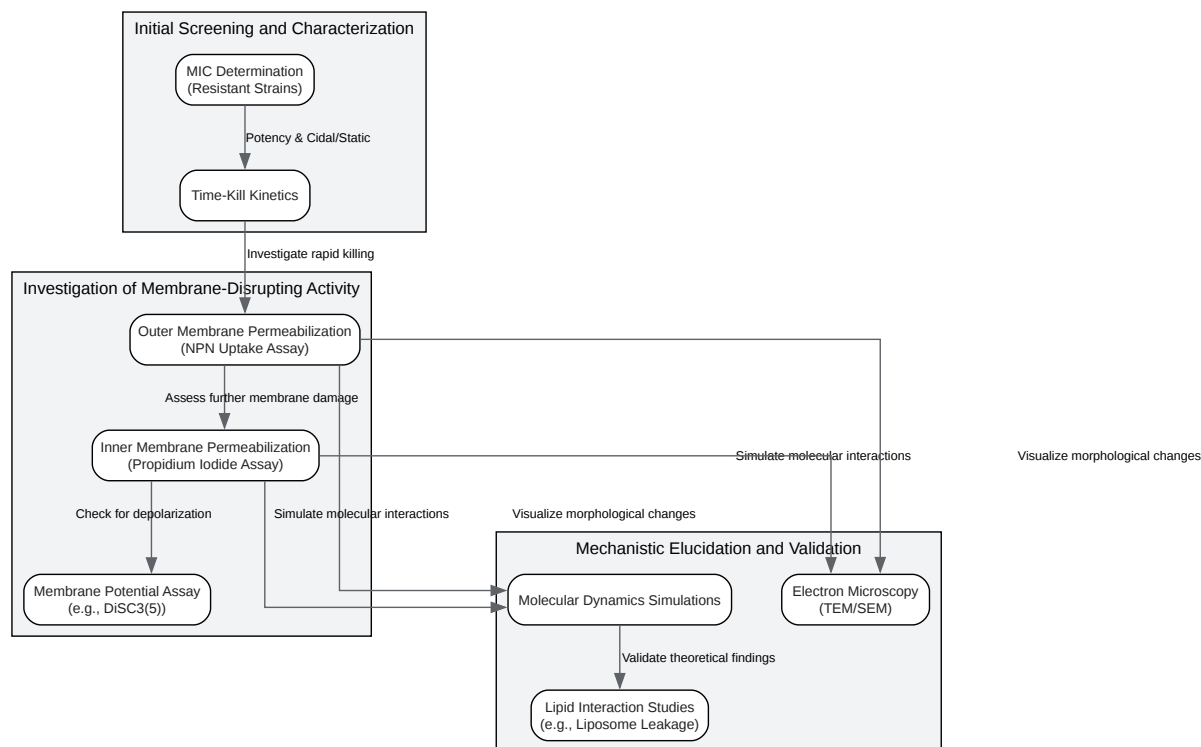 Initial Screening and Characterization
MIC Determination
(Resistant Strains)
Potency & Cidal/Static
Time-Kill Kinetics
Investigate rapid killing
Investigation of Membrane-Disrupting Activity
Outer Membrane Permeabilization
(NPN Uptake Assay)
Assess further membrane damage
Inner Membrane Permeabilization
(Propidium Iodide Assay)
Simulate molecular interactions
Visualize morphological changes
Check for depolarization
Simulate molecular interactions
Visualize morphological changes
Mechanistic Elucidation and Validation
Membrane Potential Assay
(e.g., DiSC3(5))
Molecular Dynamics Simulations
Electron Microscopy
(TEM/SEM)
Validate theoretical findings
Lipid Interaction Studies
(e.g., Liposome Leakage)